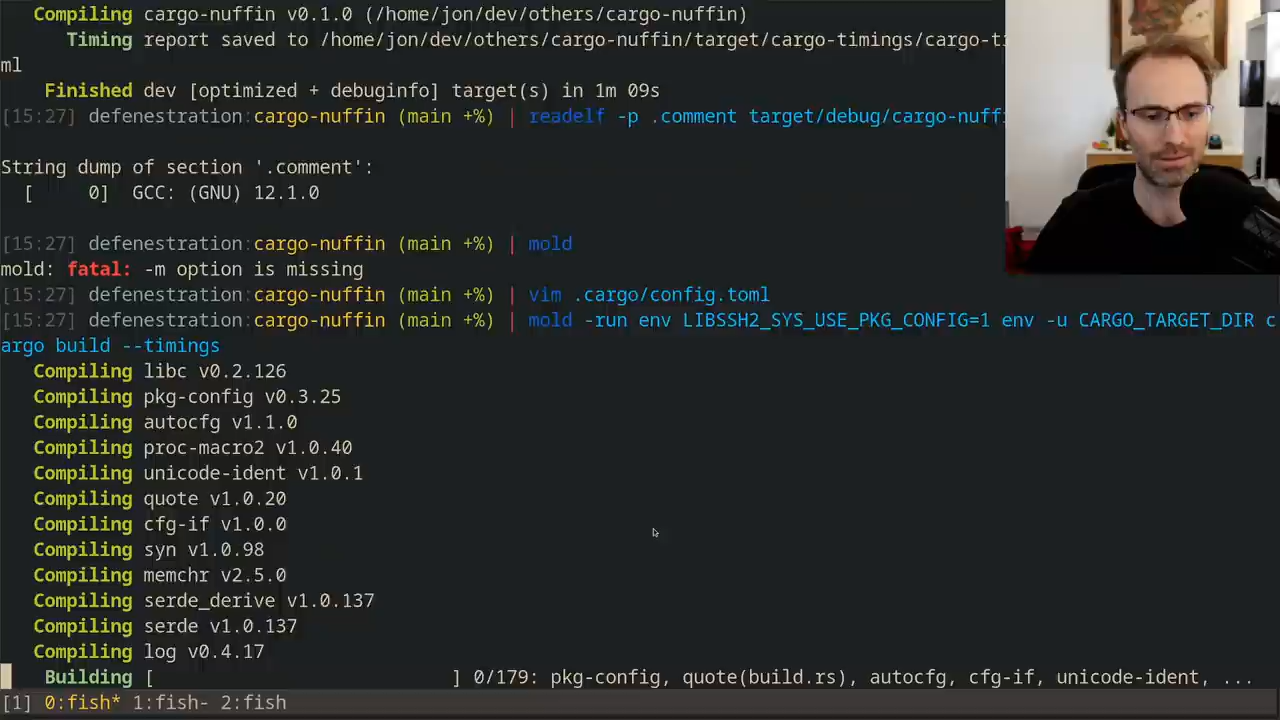 Compiling cargo-nuffin v0.1.0 (/home/jon/dev/others/cargo-nuffin)
Timing report saved to /home/jon/dev/others/cargo-nuffin/target/cargo-timings/cargo-ti
ml
Finished dev [optimized + debuginfo] target(s) in 1m 09s
[15:27] defenestration:cargo-nuffin (main +%) | readelf -p .comment target/debug/cargo-nuff
String dump of section '.comment':
[     0]  GCC: (GNU) 12.1.0
[15:27] defenestration:cargo-nuffin (main +%) | mold
mold: fatal: -m option is missing
[15:27] defenestration:cargo-nuffin (main +%) | vim .cargo/config.toml
[15:27] defenestration:cargo-nuffin (main +%) | mold -run env LIBSSH2_SYS_USE_PKG_CONFIG=1 env -u CARGO_TARGET_DIR c
argo build --timings
Compiling libc v0.2.126
Compiling pkg-config v0.3.25
Compiling autocfg v1.1.0
Compiling proc-macro2 v1.0.40
Compiling unicode-ident v1.0.1
Compiling quote v1.0.20
Compiling cfg-if v1.0.0
Compiling syn v1.0.98
Compiling memchr v2.5.0
Compiling serde_derive v1.0.137
Compiling serde v1.0.137
Compiling log v0.4.17
Building [                           ] 0/179: pkg-config, quote(build.rs), autocfg, cfg-if, unicode-ident, ...
[1] 0:fish* 1:fish- 2:fish